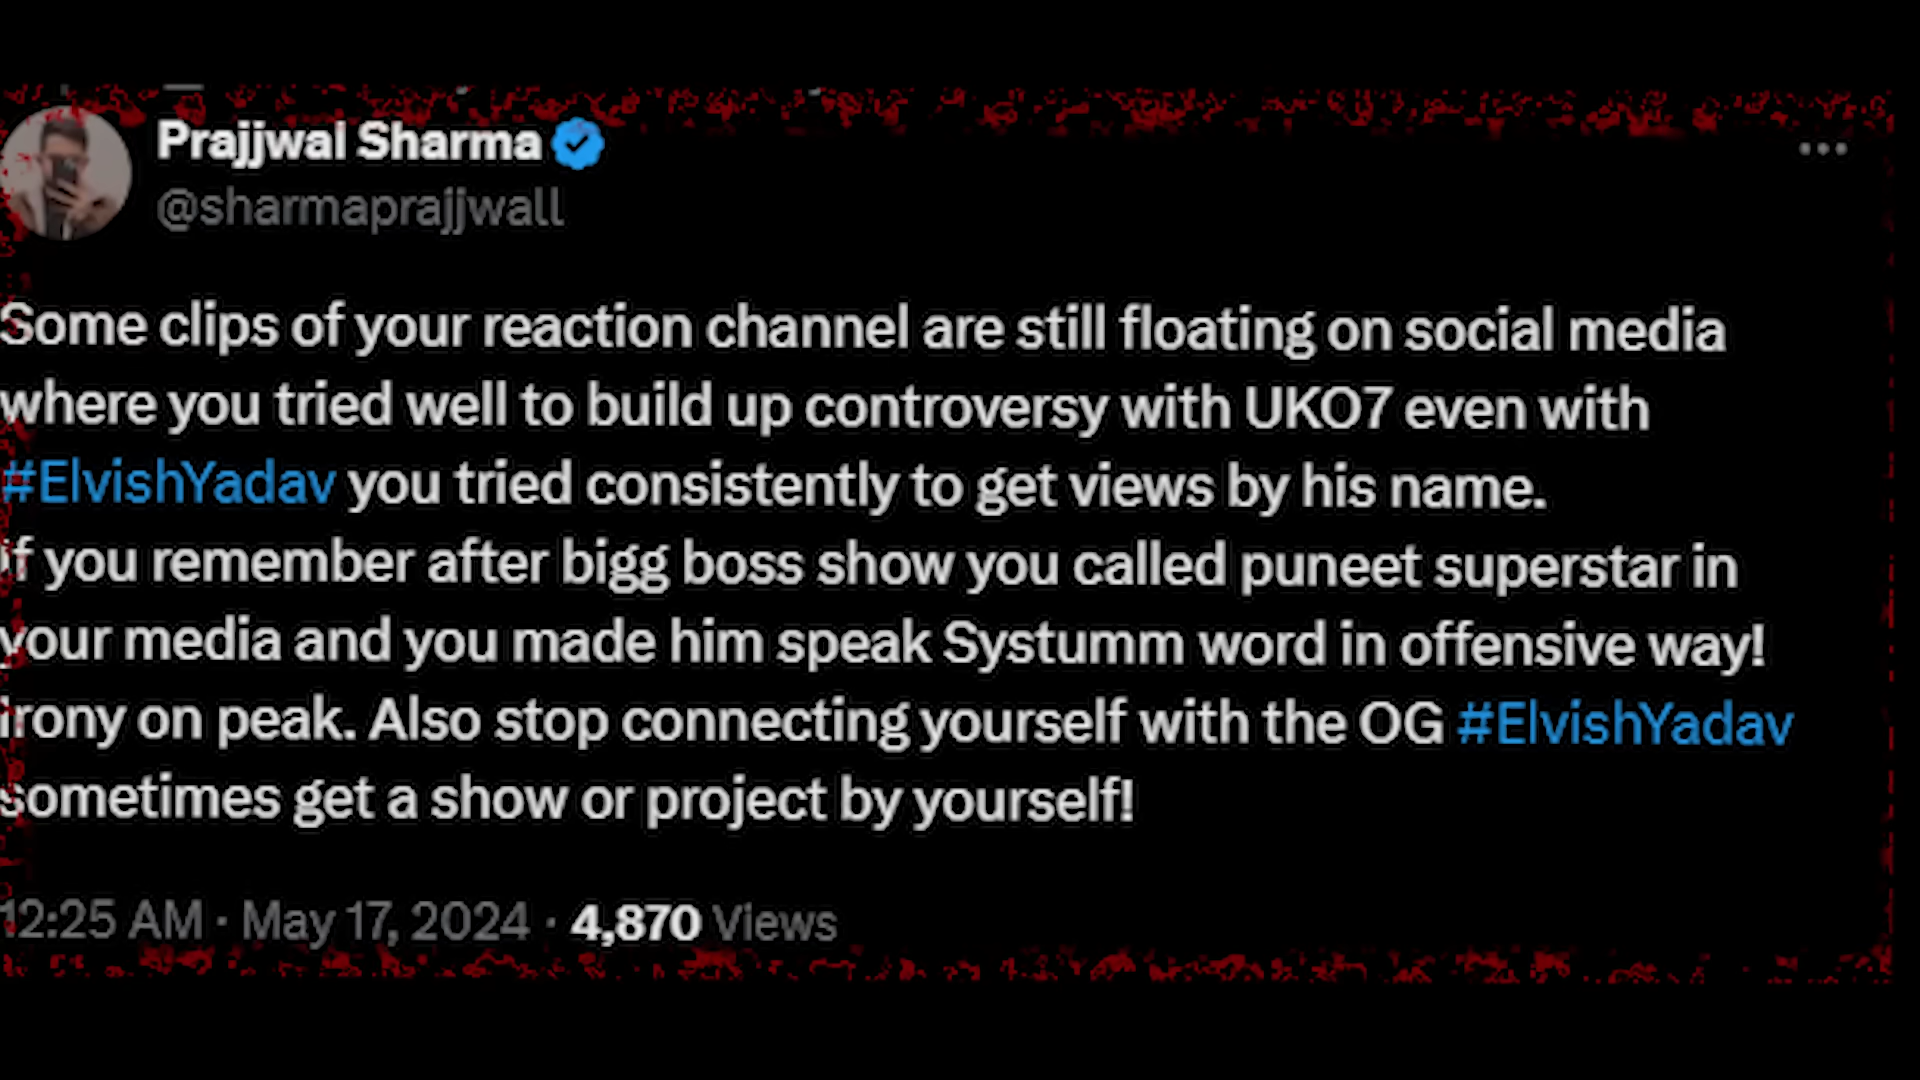 Prajjwal Sharma
@sharmaprajjwall
Some clips of your reaction channel are still floating on social media
where you tried well to build up controversy with UKO7 even with
#ElvishYadav you tried consistently to get views by his name.
If you remember after bigg boss show you called puneet superstar in
your media and you made him speak Systumm word in offensive way!
irony on peak. Also stop connecting yourself with the OG #ElvishYadav
sometimes get a show or project by yourself!
12:25 AM · May 17, 2024 · 4,870 Views